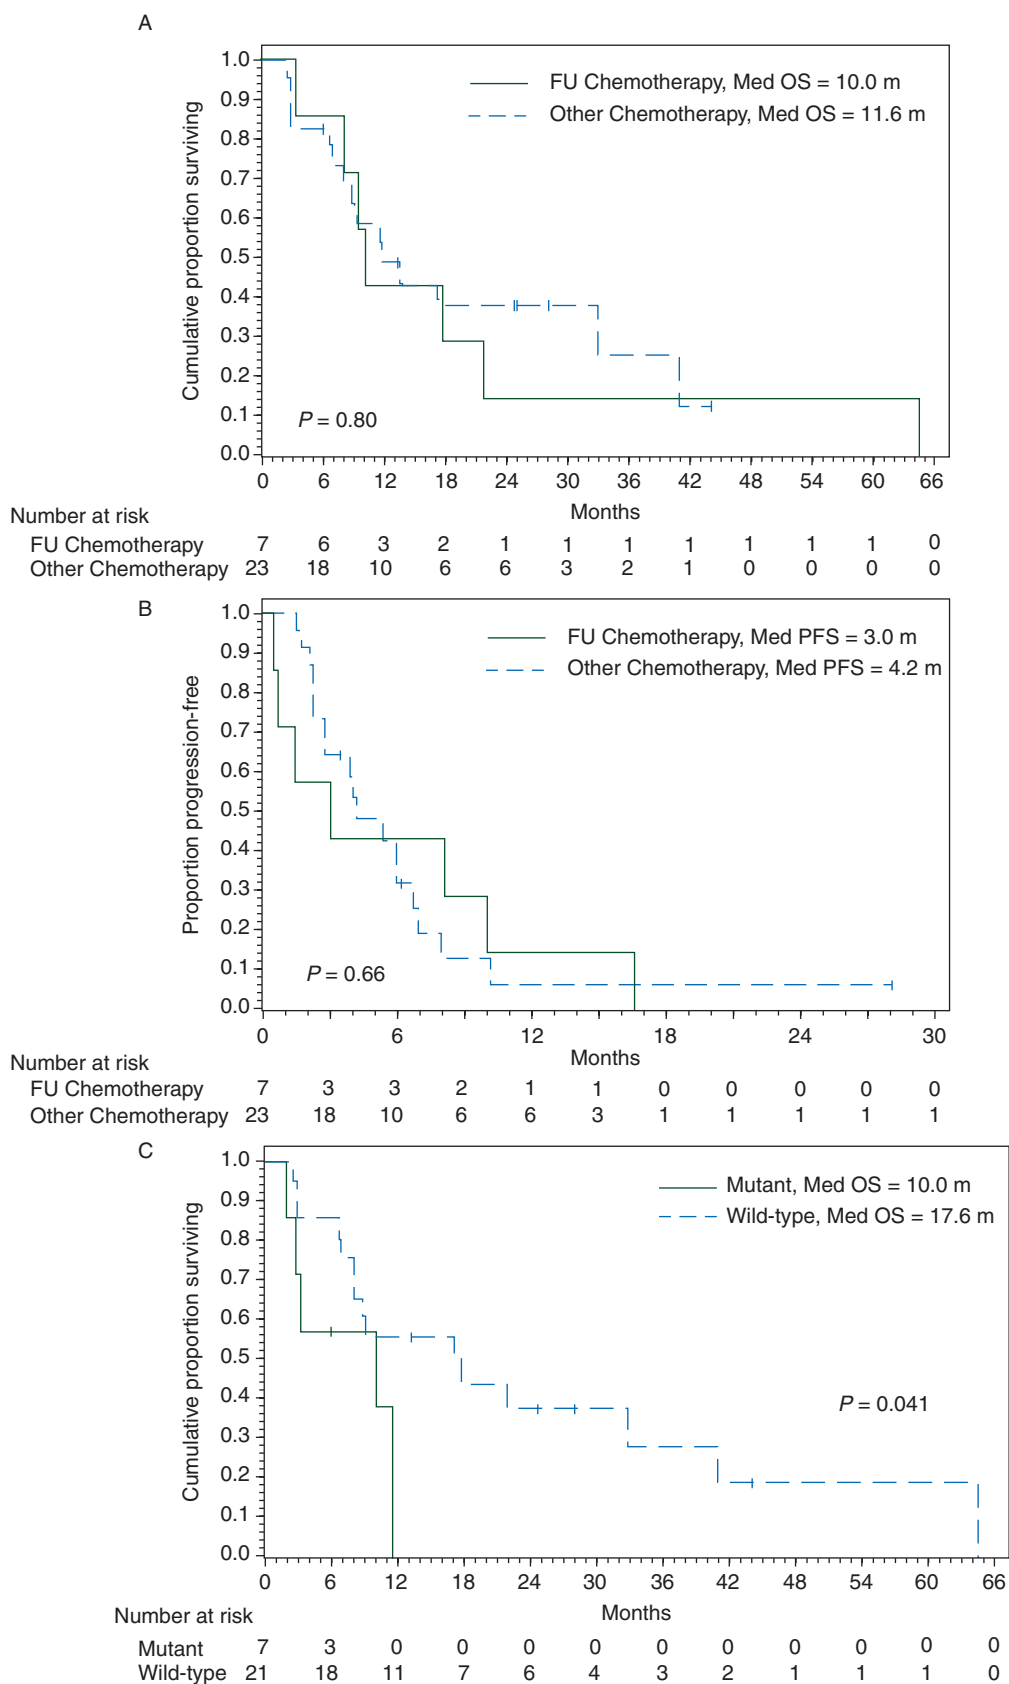 A
1.0
0.9
0.8
0.7
0.6
0.5
0.4
0.3
0.2
0.1
0.0
Cumulative proportion surviving
FU Chemotherapy, Med OS = 10.0 m
Other Chemotherapy, Med OS = 11.6 m
P = 0.80
0 6 12 18 24 30 36 42 48 54 60 66
Months
Number at risk
FU Chemotherapy 7 6 3 2 1 1 1 1 1 1 1 0
Other Chemotherapy 23 18 10 6 6 3 2 1 0 0 0 0
B
1.0
0.9
0.8
0.7
0.6
0.5
0.4
0.3
0.2
0.1
0.0
Proportion progression-free
FU Chemotherapy, Med PFS = 3.0 m
Other Chemotherapy, Med PFS = 4.2 m
P = 0.66
0 6 12 18 24 30
Months
Number at risk
FU Chemotherapy 7 3 3 2 1 1 0 0 0 0 0
Other Chemotherapy 23 18 10 6 6 3 1 1 1 1 1
C
1.0
0.9
0.8
0.7
0.6
0.5
0.4
0.3
0.2
0.1
0.0
Cumulative proportion surviving
Mutant, Med OS = 10.0 m
Wild-type, Med OS = 17.6 m
P = 0.041
0 6 12 18 24 30 36 42 48 54 60 66
Months
Number at risk
Mutant 7 3 0 0 0 0 0 0 0 0 0 0
Wild-type 21 18 11 7 6 4 3 2 1 1 1 0